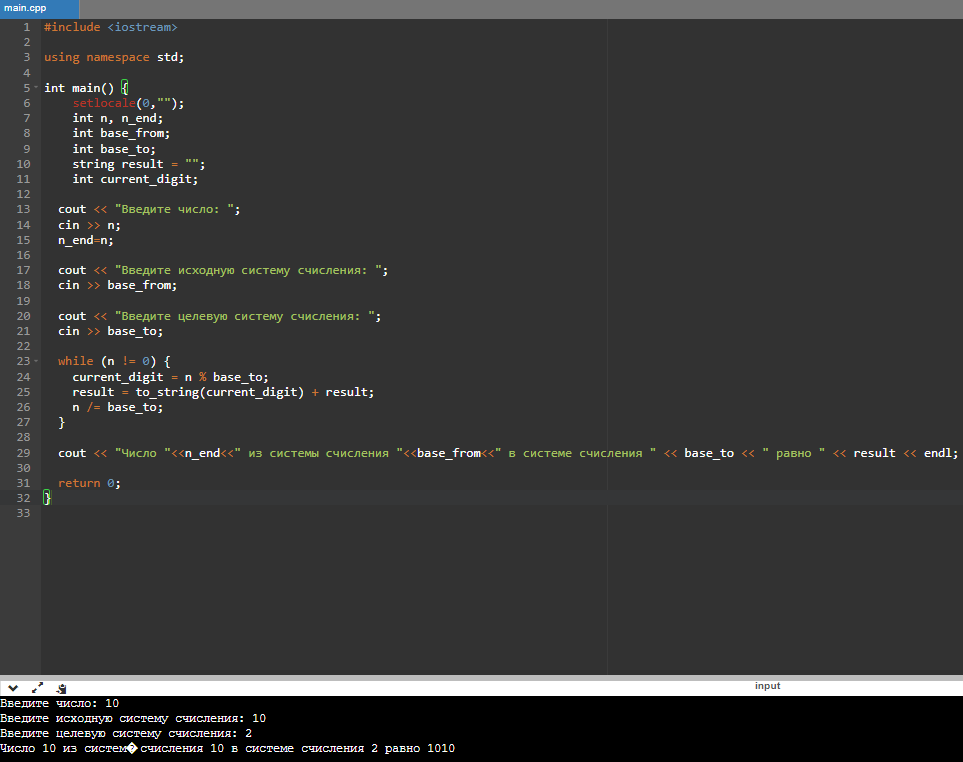 main.cpp
1 #include <iostream>
2
3 using namespace std;
4
5 int main() {
6 setlocale(0,"");
7 int n, n_end;
8 int base_from;
9 int base_to;
10 string result = "";
11 int current_digit;
12
13 cout << "Введите число: ";
14 cin >> n;
15 n_end=n;
16
17 cout << "Введите исходную систему счисления: ";
18 cin >> base_from;
19
20 cout << "Введите целевую систему счисления: ";
21 cin >> base_to;
22
23 while (n != 0) {
24 current_digit = n % base_to;
25 result = to_string(current_digit) + result;
26 n /= base_to;
27 }
28
29 cout << "Число "<<n_end<<" из системы счисления "<<base_from<<" в системе счисления " << base_to << " равно " << result << endl;
30
31 return 0;
32 }
33
input
Введите число: 10
Введите исходную систему счисления: 10
Введите целевую систему счисления: 2
Число 10 из систем� счисления 10 в системе счисления 2 равно 1010